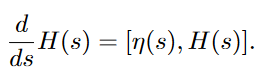 d/ds H(s) = [η(s), H(s)].